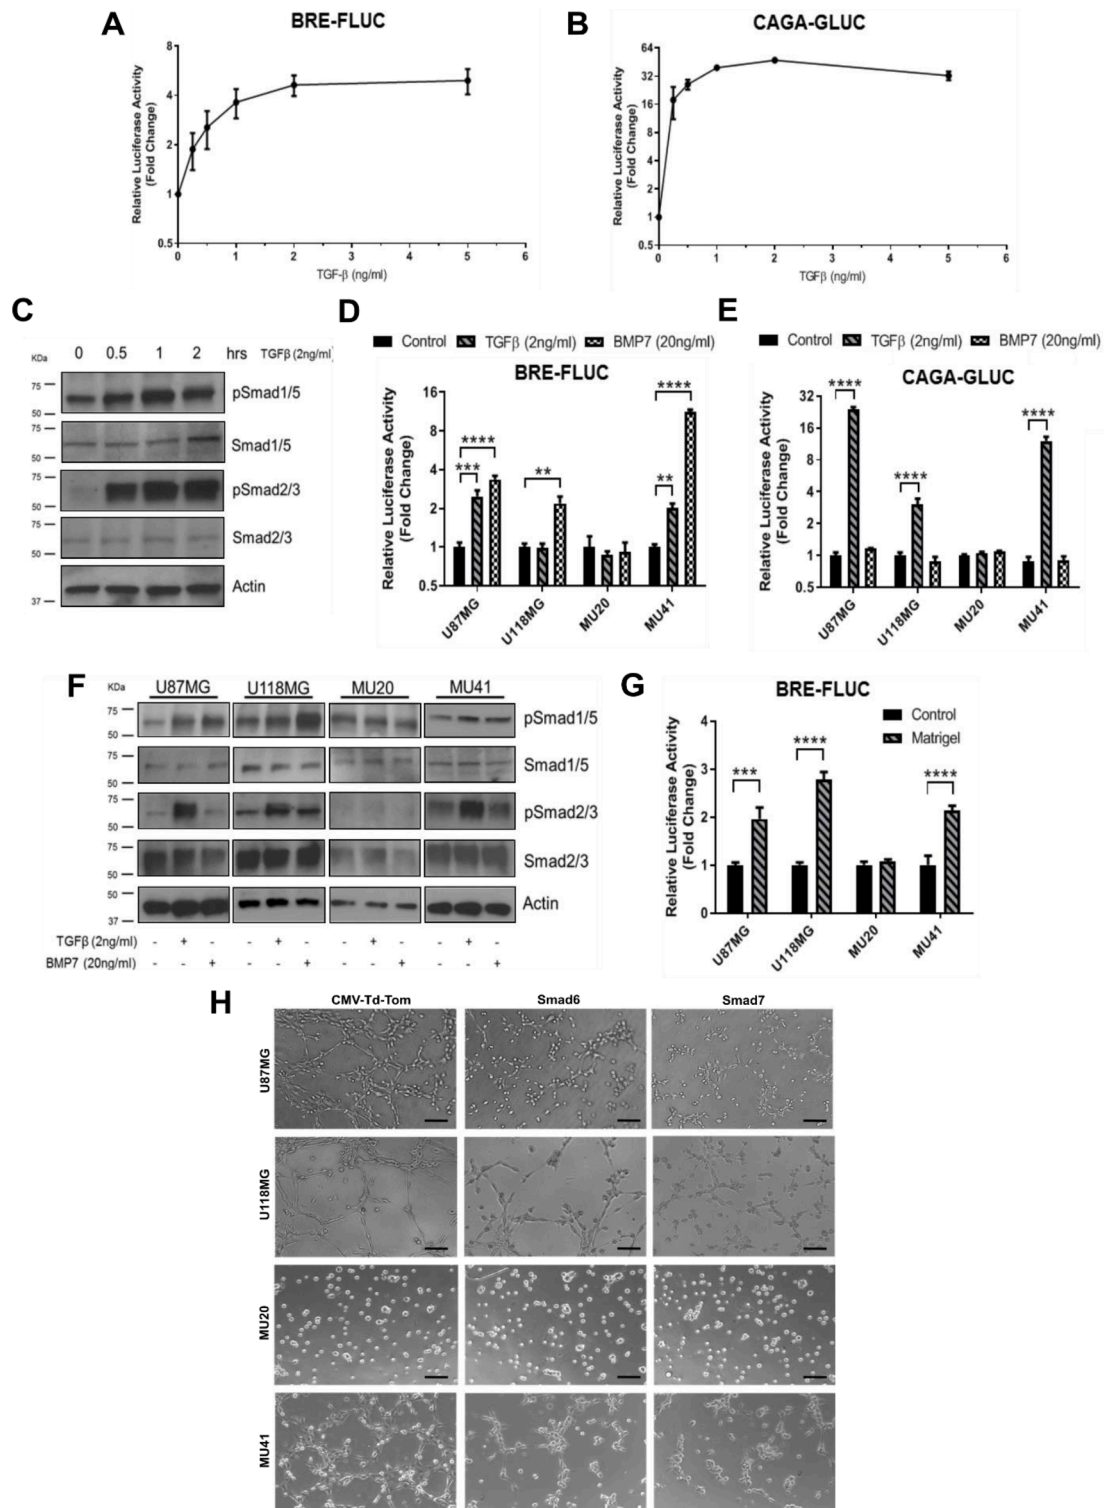 A
BRE-FLUC
Relative Luciferase Activity
(Fold Change)
8
4
2
1
0.5
0 1 2 3 4 5 6
TGF-β (ng/ml)
B
CAGA-GLUC
Relative Luciferase Activity
(Fold Change)
64
32
16
8
4
2
1
0.5
0 1 2 3 4 5 6
TGFβ (ng/ml)
C
KDa 0 0.5 1 2 hrs TGFβ (2ng/ml)
75
50
pSmad1/5
75
50
Smad1/5
75
50
pSmad2/3
75
50
Smad2/3
50
37
Actin
D
Control TGFβ (2ng/ml) BMP7 (20ng/ml)
BRE-FLUC
Relative Luciferase Activity
(Fold Change)
16
8
4
2
1
0.5
*** **** ** ** ****
U87MG U118MG MU20 MU41
E
Control TGFβ (2ng/ml) BMP7 (20ng/ml)
CAGA-GLUC
Relative Luciferase Activity
(Fold Change)
32
16
8
4
2
1
0.5
**** **** ****
U87MG U118MG MU20 MU41
F
KDa U87MG U118MG MU20 MU41
75
50
pSmad1/5
75
50
Smad1/5
75
50
pSmad2/3
75
50
Smad2/3
50
37
Actin
TGFβ (2ng/ml) - + - - + - - + - - + -
BMP7 (20ng/ml) - - + - - + - - + - - +
G
BRE-FLUC
Control
Matrigel
Relative Luciferase Activity
(Fold Change)
4
3
2
1
0
*** **** ****
U87MG U118MG MU20 MU41
H
CMV-Td-Tom Smad6 Smad7
U87MG
U118MG
MU20
MU41